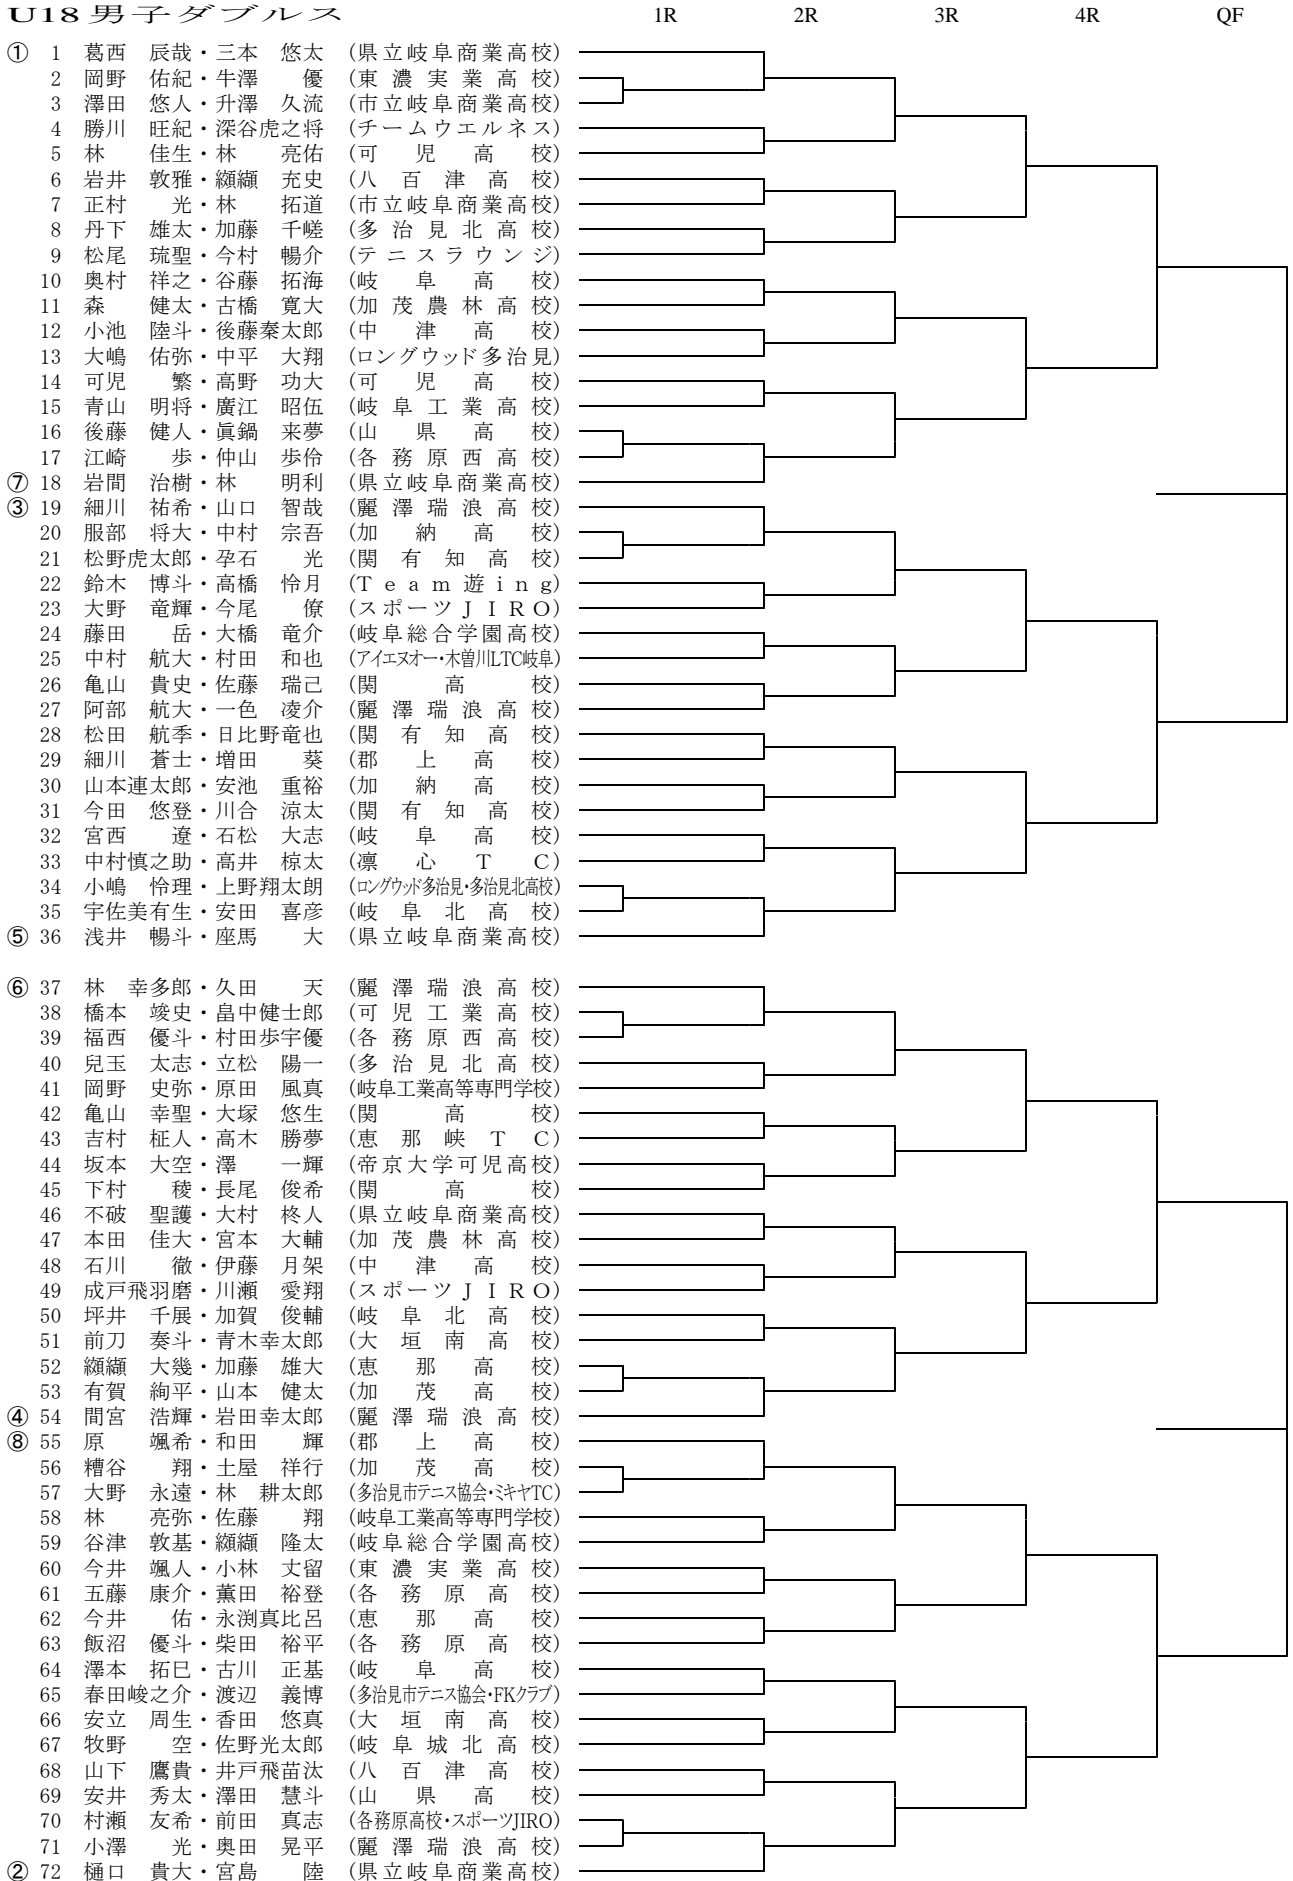 U18男子ダブルス 1R 2R 3R 4R QF
① 1 葛西 辰哉・三本 悠太 (県立岐阜商業高校)
2 岡野 佑紀・牛澤 優 (東濃実業高校)
3 澤田 悠人・升澤 久流 (市立岐阜商業高校)
4 勝川 旺紀・深谷虎之将 (チームウエルネス)
5 林 佳生・林 亮佑 (可児高校)
6 岩井 敦雅・纐纈 充史 (八百津高校)
7 正村 光・林 拓道 (市立岐阜商業高校)
8 丹下 雄太・加藤 千嵯 (多治見北高校)
9 松尾 琉聖・今村 暢介 (テニスラウンジ)
10 奥村 祥之・谷藤 拓海 (岐阜高校)
11 森 健太・古橋 寛大 (加茂農林高校)
12 小池 陸斗・後藤秦太郎 (中津高校)
13 大嶋 佑弥・中平 大翔 (ロングウッド多治見)
14 可児 繁・高野 功大 (可児高校)
15 青山 明将・廣江 昭伍 (岐阜工業高校)
16 後藤 健人・眞鍋 来夢 (山県高校)
17 江崎 歩・仲山 歩伶 (各務原西高校)
⑦ 18 岩間 治樹・林 明利 (県立岐阜商業高校)
③ 19 細川 祐希・山口 智哉 (麗澤瑞浪高校)
20 服部 将大・中村 宗吾 (加納高校)
21 松野虎太郎・孕石 光 (関有知高校)
22 鈴木 博斗・高橋 怜月 (Team遊ing)
23 大野 竜輝・今尾 僚 (スポーツJIRO)
24 藤田 岳・大橋 竜介 (岐阜総合学園高校)
25 中村 航大・村田 和也 (アイエヌオー・木曽川LTC岐阜)
26 亀山 貴史・佐藤 瑞己 (関高校)
27 阿部 航大・一色 凌介 (麗澤瑞浪高校)
28 松田 航季・日比野竜也 (関有知高校)
29 細川 蒼士・増田 葵 (郡上高校)
30 山本連太郎・安池 重裕 (加納高校)
31 今田 悠登・川合 涼太 (関有知高校)
32 宮西 遼・石松 大志 (岐阜高校)
33 中村慎之助・高井 椋太 (凛心TC)
34 小嶋 怜理・上野翔太朗 (ロングウッド多治見・多治見北高校)
35 宇佐美有生・安田 喜彦 (岐阜北高校)
⑤ 36 浅井 暢斗・座馬 大 (県立岐阜商業高校)
⑥ 37 林 幸多郎・久田 天 (麗澤瑞浪高校)
38 橋本 竣史・畠中健士郎 (可児工業高校)
39 福西 優斗・村田歩宇優 (各務原西高校)
40 兒玉 太志・立松 陽一 (多治見北高校)
41 岡野 史弥・原田 風真 (岐阜工業高等専門学校)
42 亀山 幸聖・大塚 悠生 (関高校)
43 吉村 柾人・高木 勝夢 (恵那峡TC)
44 坂本 大空・澤 一輝 (帝京大学可児高校)
45 下村 稜・長尾 俊希 (関高校)
46 不破 聖護・大村 柊人 (県立岐阜商業高校)
47 本田 佳大・宮本 大輔 (加茂農林高校)
48 石川 徹・伊藤 月架 (中津高校)
49 成戸飛羽磨・川瀬 愛翔 (スポーツJIRO)
50 坪井 千展・加賀 俊輔 (岐阜北高校)
51 前刀 奏斗・青木幸太郎 (大垣南高校)
52 纐纈 大幾・加藤 雄大 (恵那高校)
53 有賀 絢平・山本 健太 (加茂高校)
④ 54 間宮 浩輝・岩田幸太郎 (麗澤瑞浪高校)
⑧ 55 原 颯希・和田 輝 (郡上高校)
56 糟谷 翔・土屋 祥行 (加茂高校)
57 大野 永遠・林 耕太郎 (多治見市テニス協会・ミキヤTC)
58 林 亮弥・佐藤 翔 (岐阜工業高等専門学校)
59 谷津 敦基・纐纈 隆太 (岐阜総合学園高校)
60 今井 颯人・小林 丈留 (東濃実業高校)
61 五藤 康介・薫田 裕登 (各務原高校)
62 今井 佑・永渕真比呂 (恵那高校)
63 飯沼 優斗・柴田 裕平 (各務原高校)
64 澤本 拓巳・古川 正基 (岐阜高校)
65 春田崚之介・渡辺 義博 (多治見市テニス協会・FKクラブ)
66 安立 周生・香田 悠真 (大垣南高校)
67 牧野 空・佐野光太郎 (岐阜城北高校)
68 山下 鷹貴・井戸飛苗汰 (八百津高校)
69 安井 秀太・澤田 慧斗 (山県高校)
70 村瀬 友希・前田 真志 (各務原高校・スポーツJIRO)
71 小澤 光・奥田 晃平 (麗澤瑞浪高校)
② 72 樋口 貴大・宮島 陸 (県立岐阜商業高校)